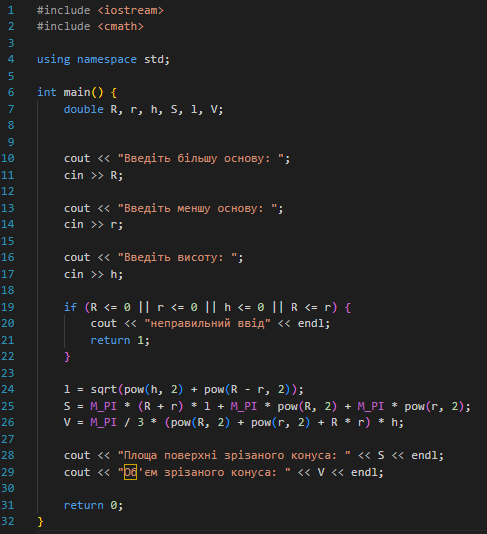 1 #include <iostream>
2 #include <cmath>
3
4 using namespace std;
5
6 int main() {
7     double R, r, h, S, l, V;
8
9
10     cout << "Введіть більшу основу: ";
11     cin >> R;
12
13     cout << "Введіть меншу основу: ";
14     cin >> r;
15
16     cout << "Введіть висоту: ";
17     cin >> h;
18
19     if (R <= 0 || r <= 0 || h <= 0 || R <= r) {
20         cout << "неправильний ввід" << endl;
21         return 1;
22     }
23
24     l = sqrt(pow(h, 2) + pow(R - r, 2));
25     S = M_PI * (R + r) * l + M_PI * pow(R, 2) + M_PI * pow(r, 2);
26     V = M_PI / 3 * (pow(R, 2) + pow(r, 2) + R * r) * h;
27
28     cout << "Площа поверхні зрізаного конуса: " << S << endl;
29     cout << "Об'єм зрізаного конуса: " << V << endl;
30
31     return 0;
32 }